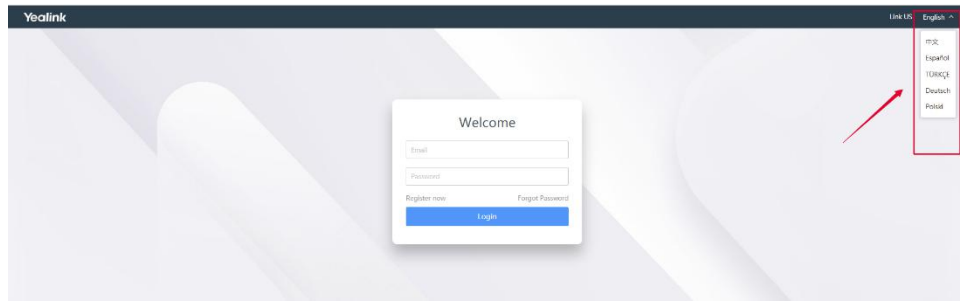 Yealink
Link US English
中文
Español
TÜRKÇE
Deutsch
Polski
Welcome
Email
Password
Register now Forgot Password
Login